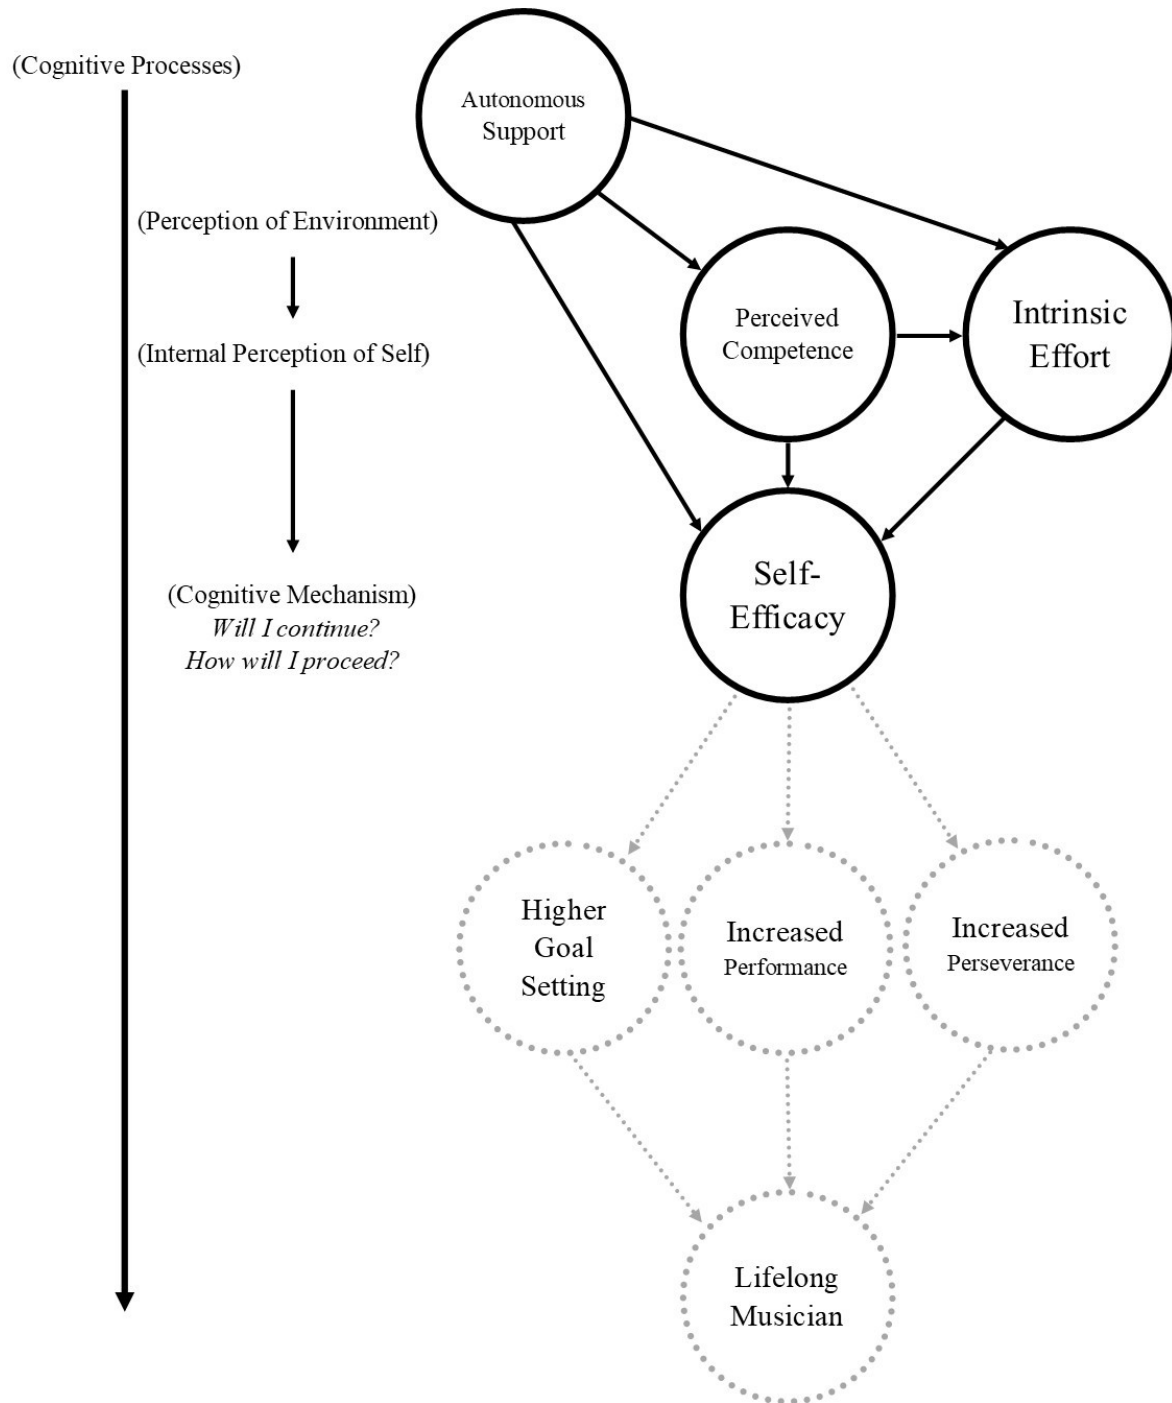 (Cognitive Processes)
(Perception of Environment)
(Internal Perception of Self)
(Cognitive Mechanism)
Will I continue?
How will I proceed?
Autonomous
Support
Perceived
Competence
Intrinsic
Effort
Self-
Efficacy
Higher
Goal
Setting
Increased
Performance
Increased
Perseverance
Lifelong
Musician